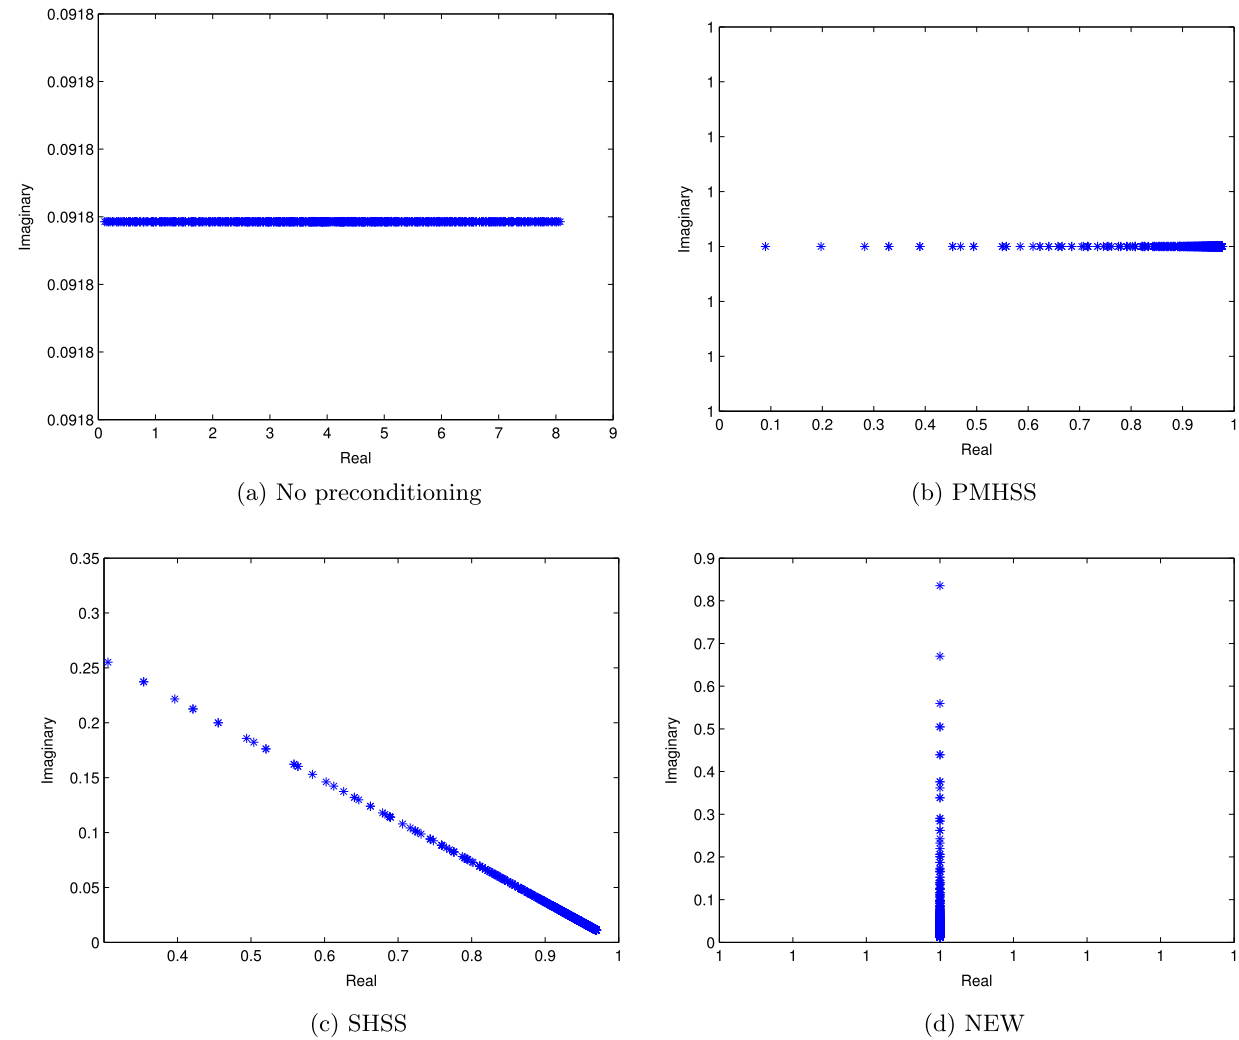 0.0918
0.0918
0.0918
0.0918
0.0918
0.0918
0.0918
Imaginary
0 1 2 3 4 5 6 7 8 9
Real
(a) No preconditioning
1
1
1
1
1
1
1
1
Imaginary
0 0.1 0.2 0.3 0.4 0.5 0.6 0.7 0.8 0.9 1
Real
(b) PMHSS
0.35
0.3
0.25
0.2
0.15
0.1
0.05
0
Imaginary
0.4 0.5 0.6 0.7 0.8 0.9 1
Real
(c) SHSS
0.9
0.8
0.7
0.6
0.5
0.4
0.3
0.2
0.1
0
Imaginary
1 1 1 1 1 1 1 1
Real
(d) NEW